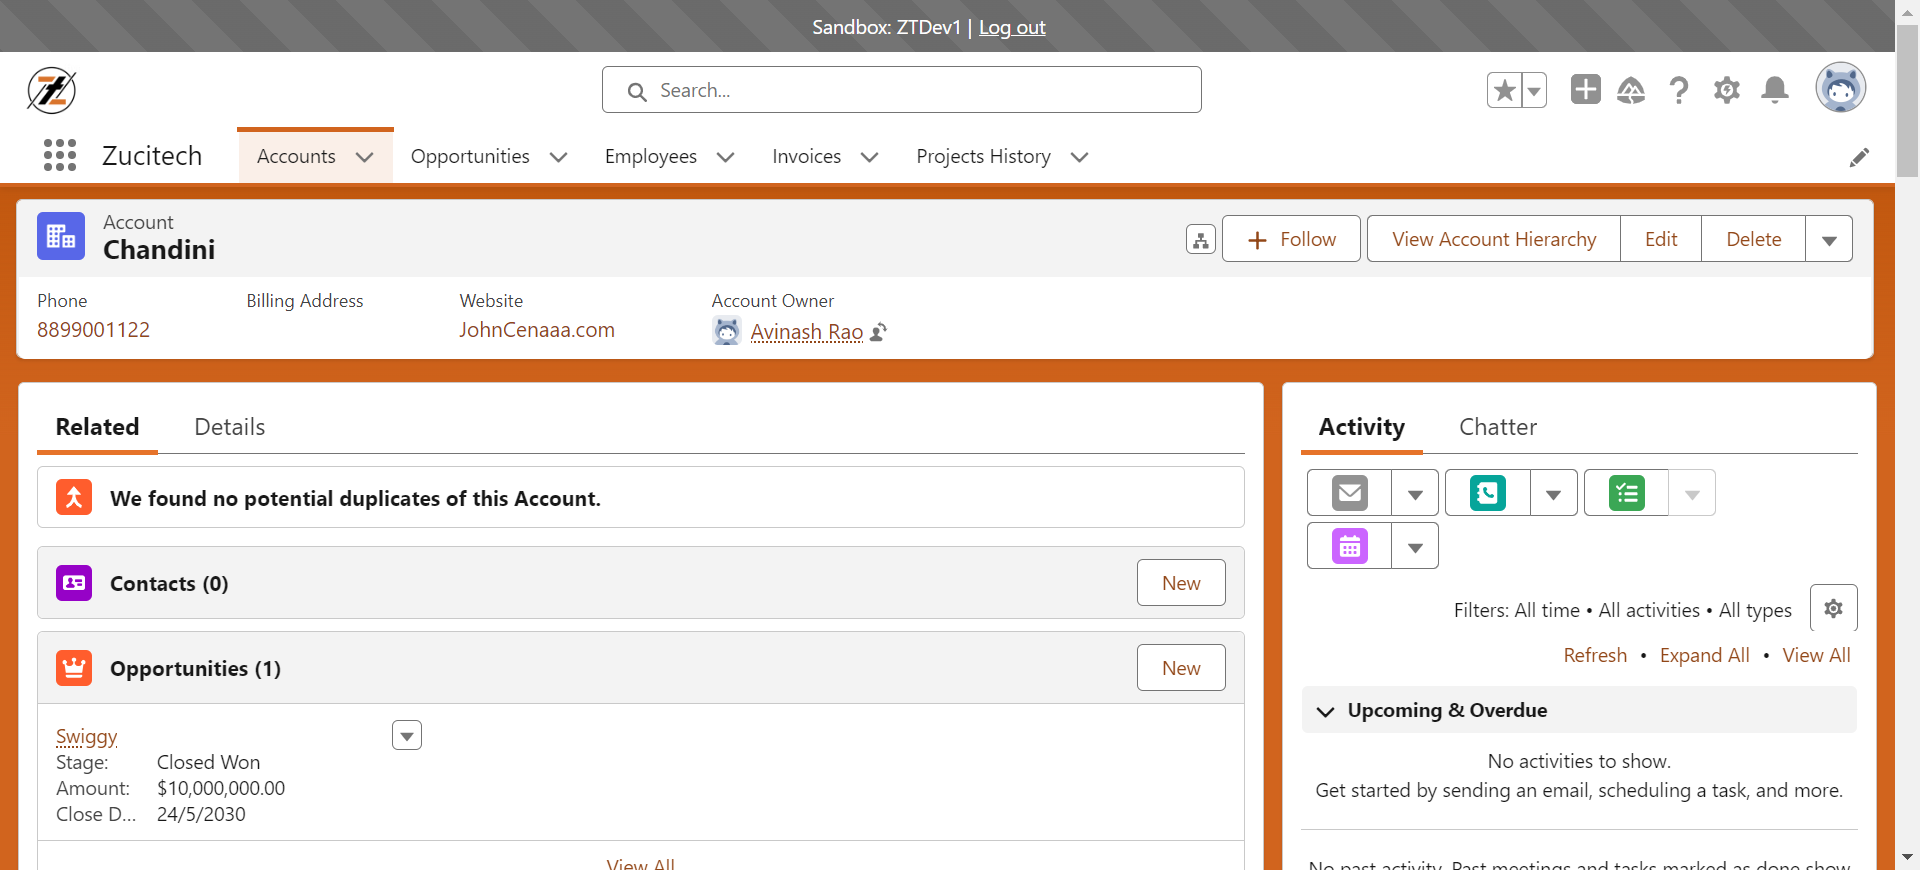 Sandbox: ZTDev1 | Log out
Search...
Zucitech
Accounts
Opportunities
Employees
Invoices
Projects History
Account
Chandini
Follow
View Account Hierarchy
Edit
Delete
Phone
8899001122
Billing Address
Website
JohnCenaaa.com
Account Owner
Avinash Rao
Related
Details
We found no potential duplicates of this Account.
Contacts (0)
New
Opportunities (1)
New
Swiggy
Stage: Closed Won
Amount: $10,000,000.00
Close D... 24/5/2030
View All
Activity
Chatter
Filters: All time • All activities • All types
Refresh • Expand All • View All
Upcoming & Overdue
No activities to show.
Get started by sending an email, scheduling a task, and more.
No past activity. Past meetings and tasks marked as done show